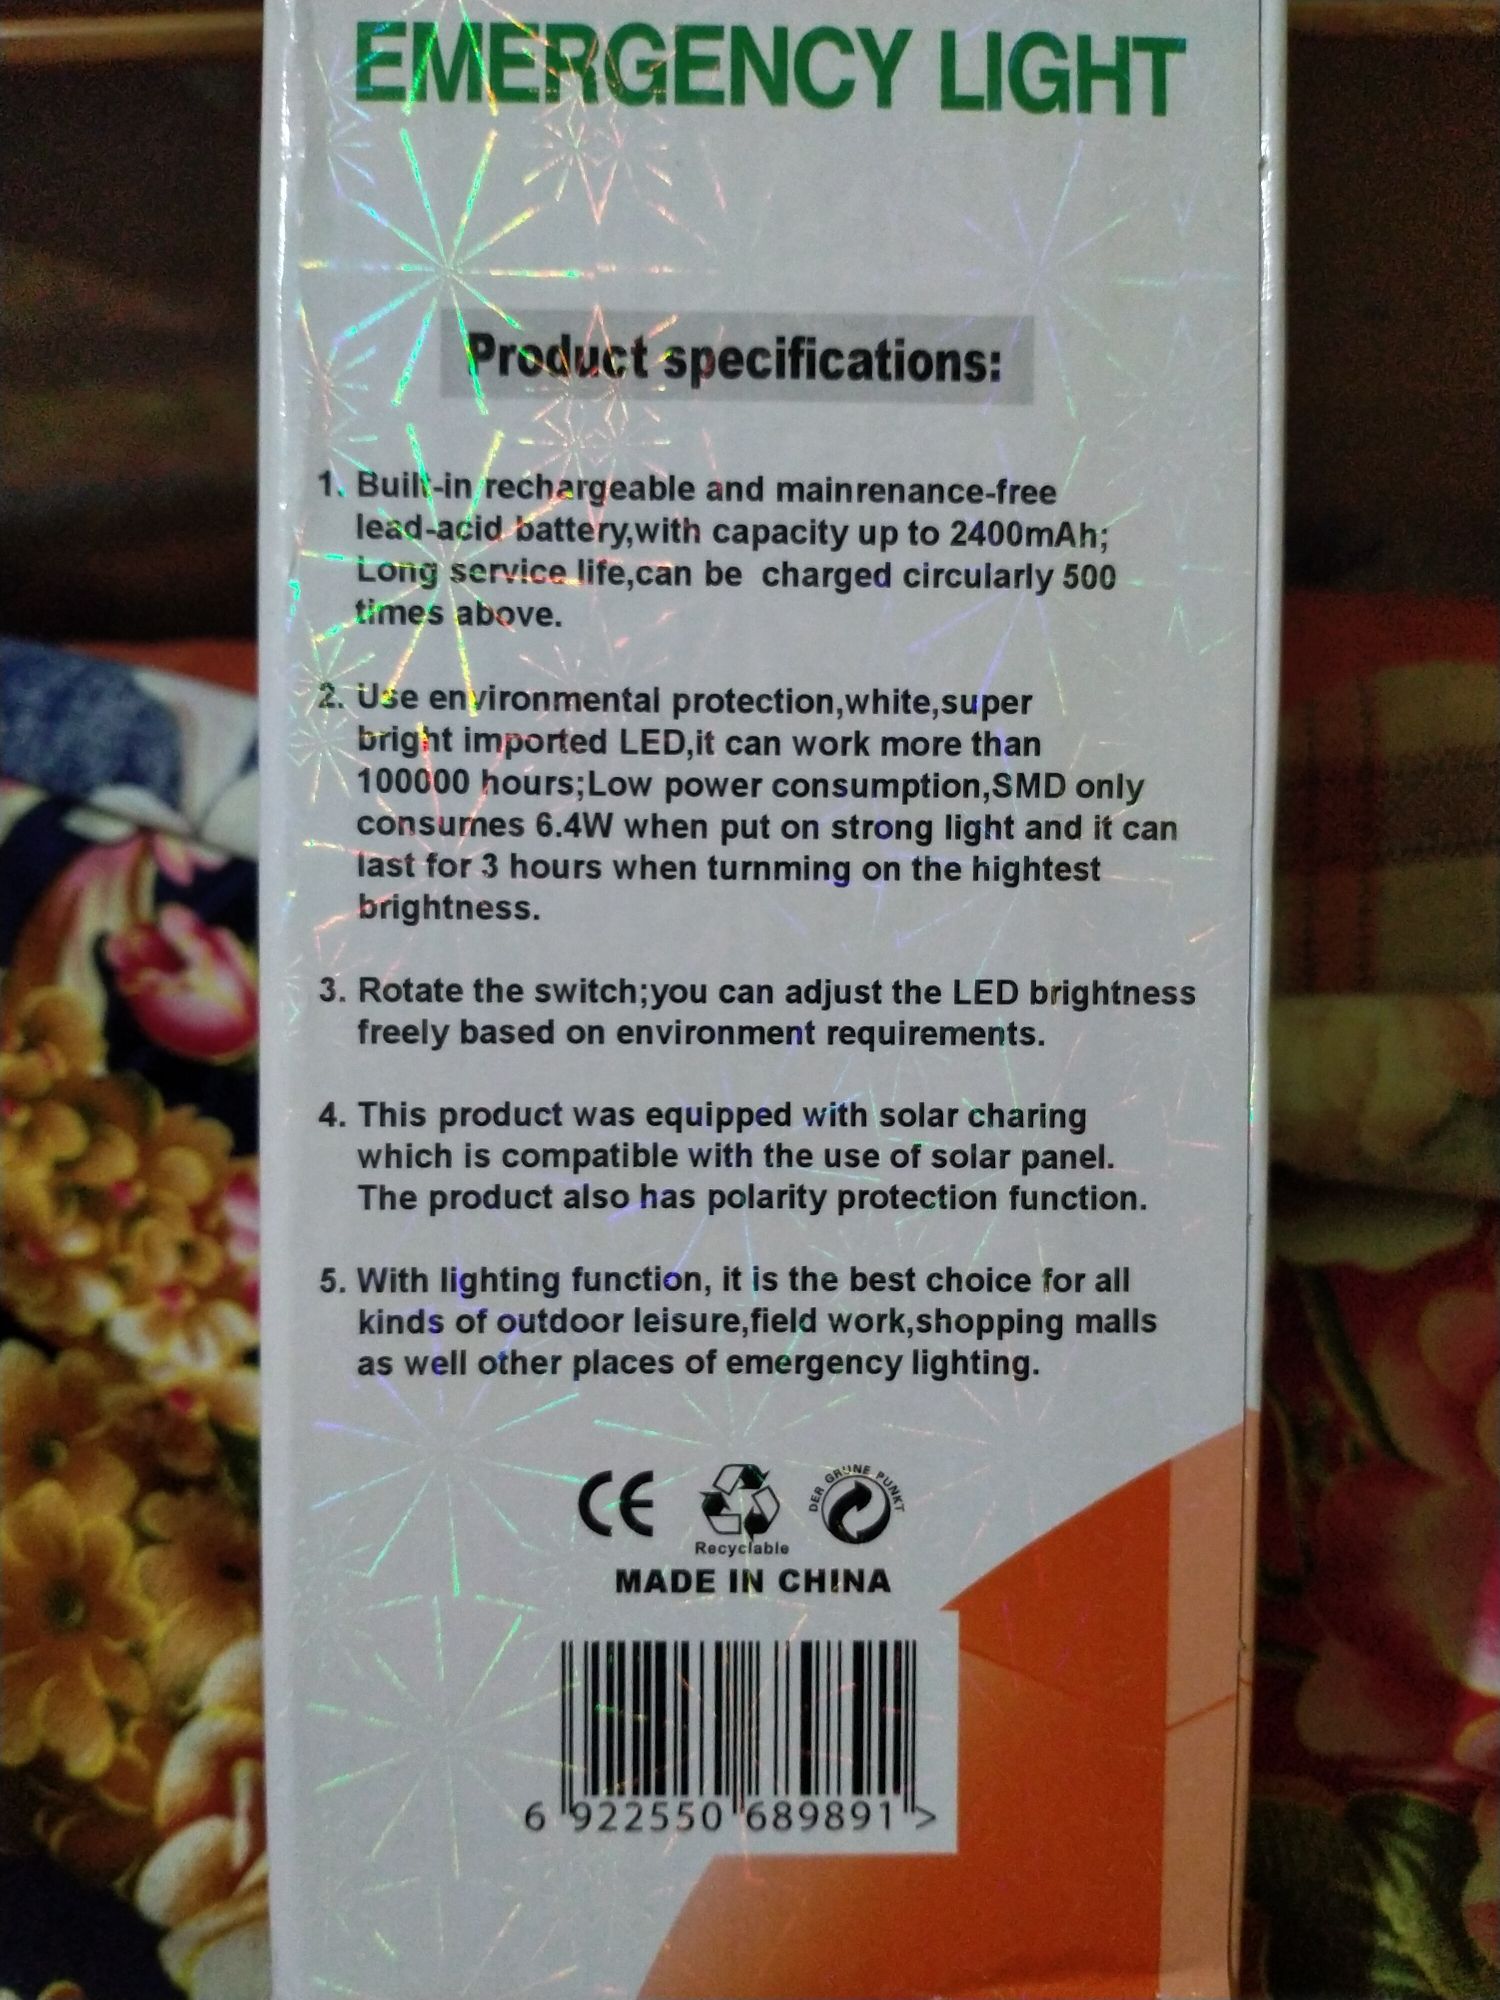 EMERGENCY LIGHT
Product specifications:
1. Built-in rechargeable and mainrenance-free
lead-acid battery,with capacity up to 2400mAh;
Long service life,can be charged circularly 500
times above.
2. Use environmental protection,white,super
bright imported LED,it can work more than
100000 hours;Low power consumption,SMD only
consumes 6.4W when put on strong light and it can
last for 3 hours when turnming on the hightest
brightness.
3. Rotate the switch;you can adjust the LED brightness
freely based on environment requirements.
4. This product was equipped with solar charing
which is compatible with the use of solar panel.
The product also has polarity protection function.
5. With lighting function, it is the best choice for all
kinds of outdoor leisure,field work,shopping malls
as well other places of emergency lighting.
CE
DER GRÜNE PUNKT
Recyclable
MADE IN CHINA
6 922550 689891 >